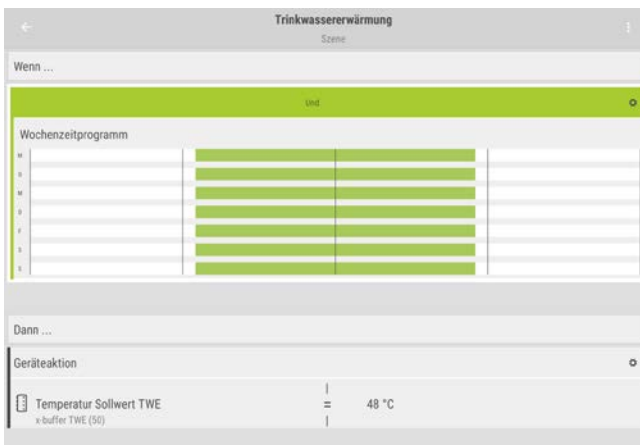 Trinkwassererwärmung
Szene
Wenn ...
Und
Wochenzeitprogramm
M
D
M
D
F
S
S
Dann ...
Geräteaktion
Temperatur Sollwert TWE = 48 °C
x-buffer TWE (50)